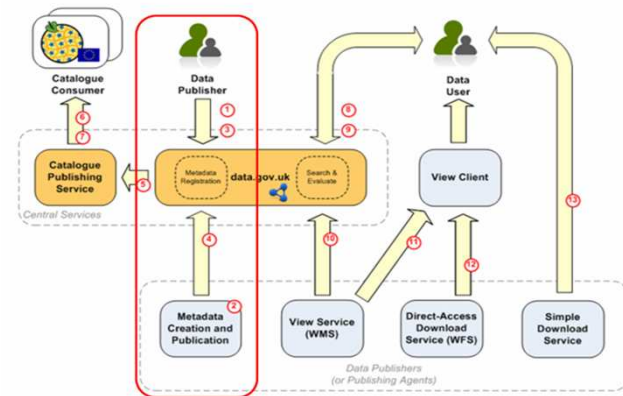 Catalogue
Consumer
Data
Publisher
Data
User
1
3
8
9
6
7
Catalogue
Publishing
Service
5
Metadata
Registration
data.gov.uk
Search &
Evaluate
View Client
Central Services
4
10
11
12
13
Metadata
Creation and
Publication
2
View Service
(WMS)
Direct-Access
Download
Service (WFS)
Simple
Download
Service
Data Publishers
(or Publishing Agents)